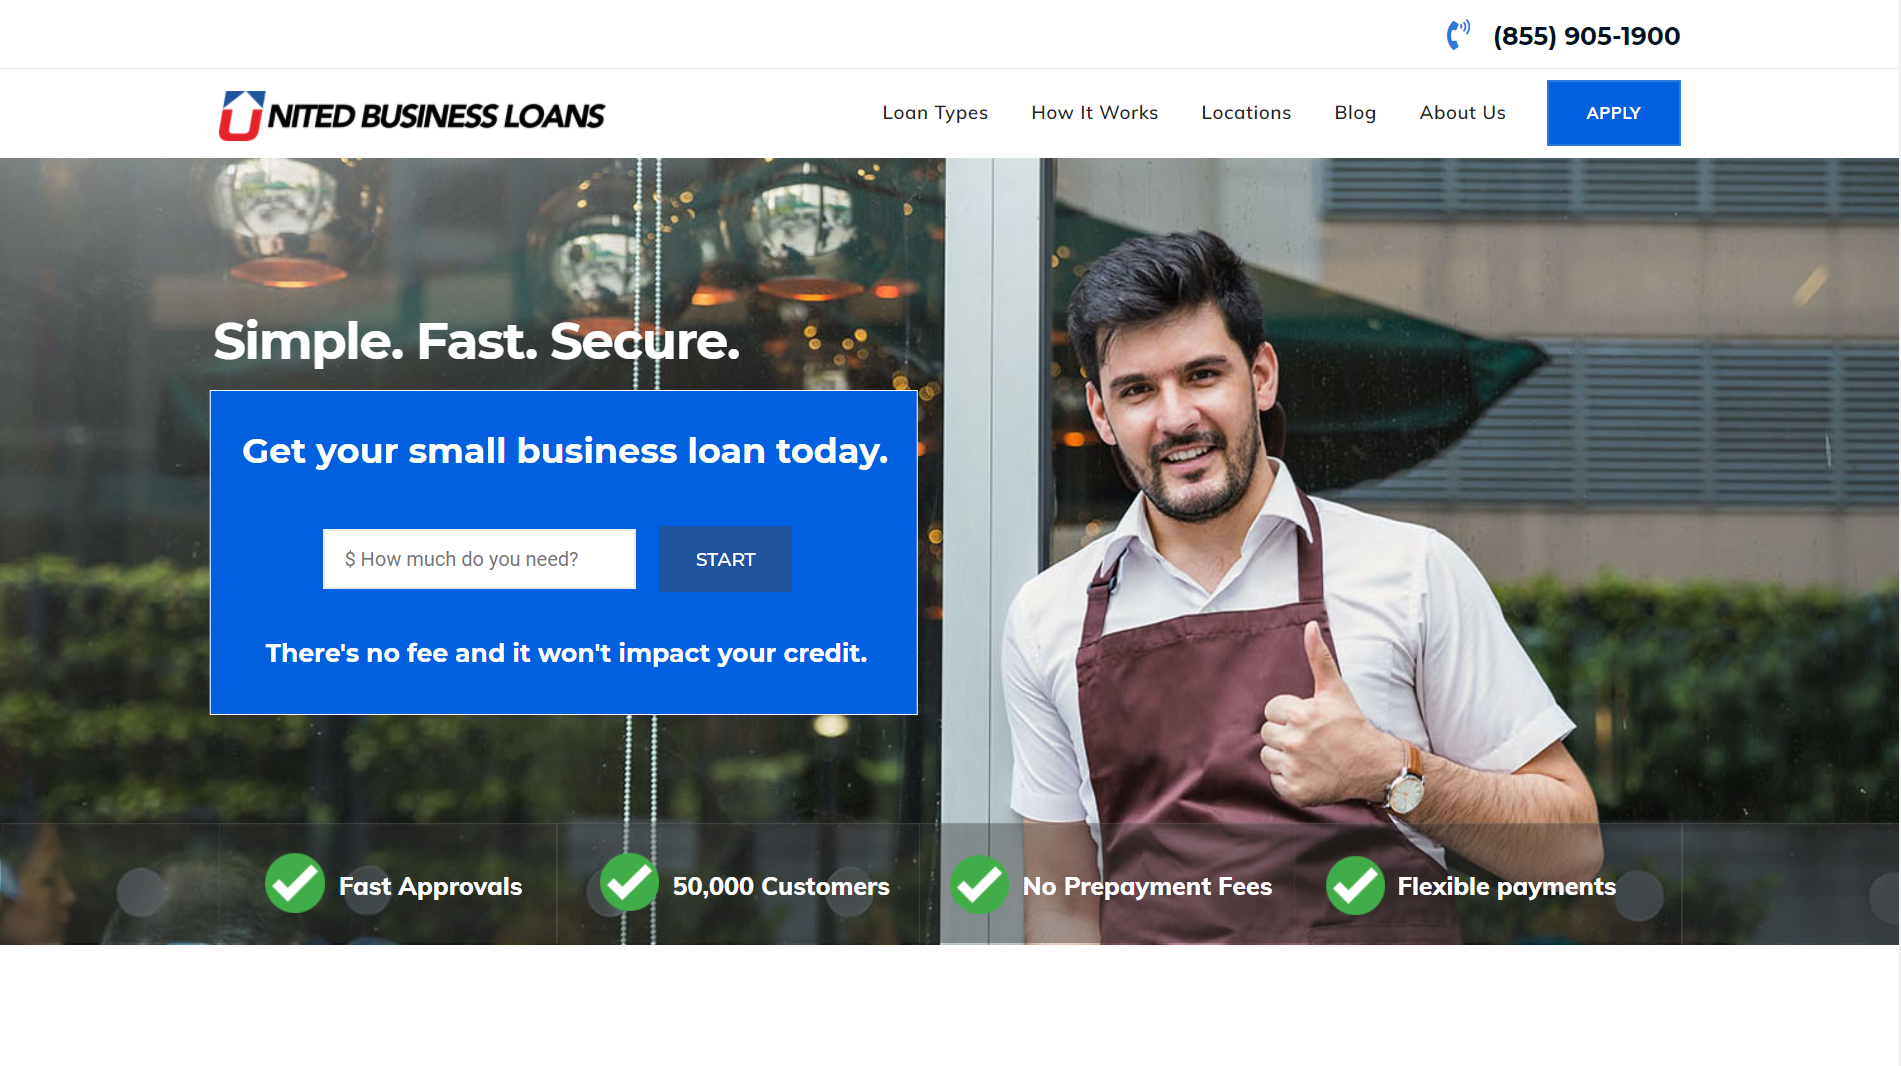 (855) 905-1900
UNITED BUSINESS LOANS
Loan Types
How It Works
Locations
Blog
About Us
APPLY
Simple. Fast. Secure.
Get your small business loan today.
$ How much do you need?
START
There's no fee and it won't impact your credit.
Fast Approvals
50,000 Customers
No Prepayment Fees
Flexible payments